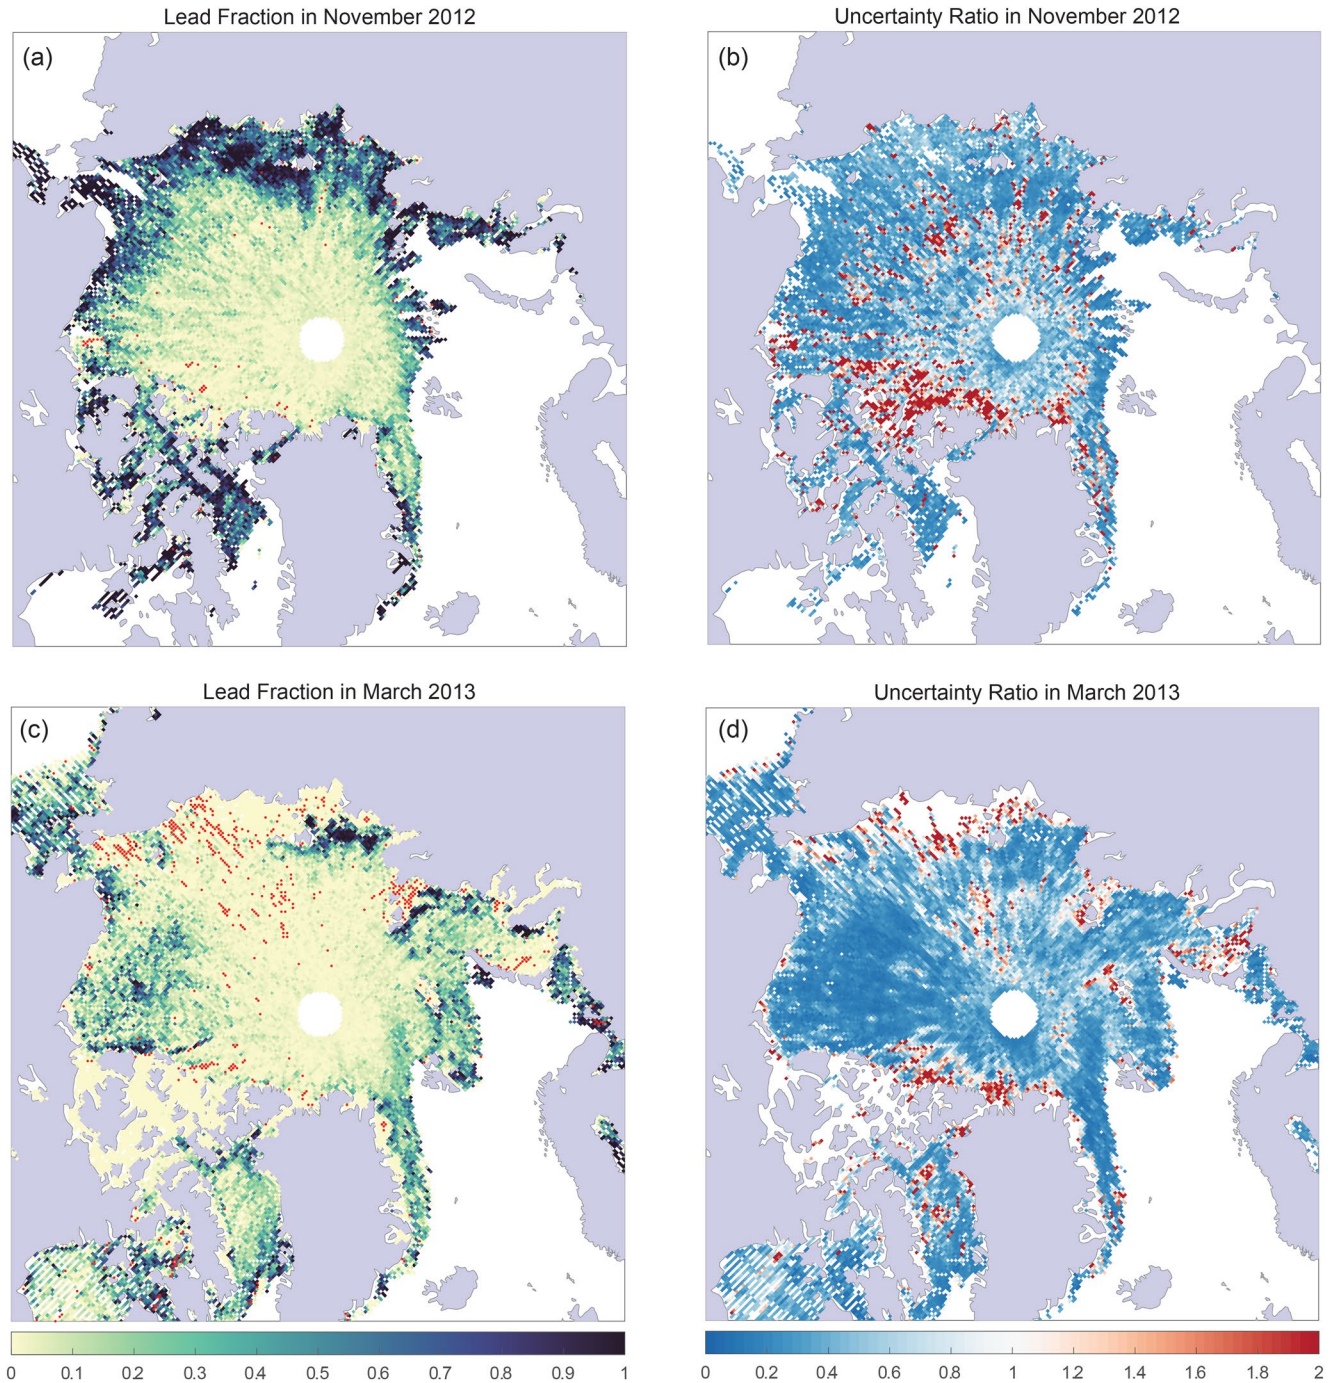 Lead Fraction in November 2012
Uncertainty Ratio in November 2012
(a)
(b)
Lead Fraction in March 2013
Uncertainty Ratio in March 2013
(c)
(d)
0 0.1 0.2 0.3 0.4 0.5 0.6 0.7 0.8 0.9 1
0 0.2 0.4 0.6 0.8 1 1.2 1.4 1.6 1.8 2